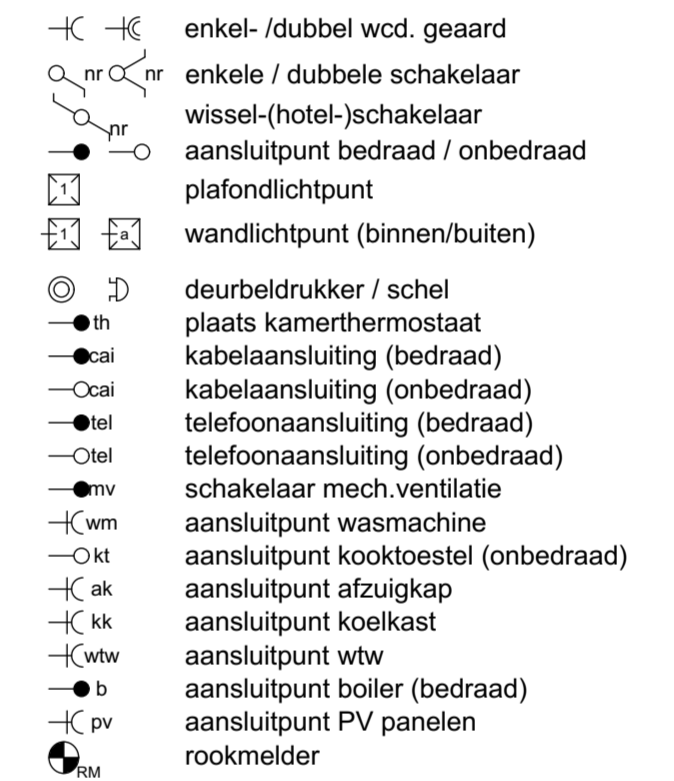 enkel- /dubbel wcd. geaard
nr nr enkele / dubbele schakelaar
nr wissel-(hotel-)schakelaar
aansluitpunt bedraad / onbedraad
1 plafondlichtpunt
1 a wandlichtpunt (binnen/buiten)
deurbeldrukker / schel
th plaats kamerthermostaat
cai kabelaansluiting (bedraad)
cai kabelaansluiting (onbedraad)
tel telefoonaansluiting (bedraad)
tel telefoonaansluiting (onbedraad)
mv schakelaar mech.ventilatie
wm aansluitpunt wasmachine
kt aansluitpunt kooktoestel (onbedraad)
ak aansluitpunt afzuigkap
kk aansluitpunt koelkast
wtw aansluitpunt wtw
b aansluitpunt boiler (bedraad)
pv aansluitpunt PV panelen
RM rookmelder